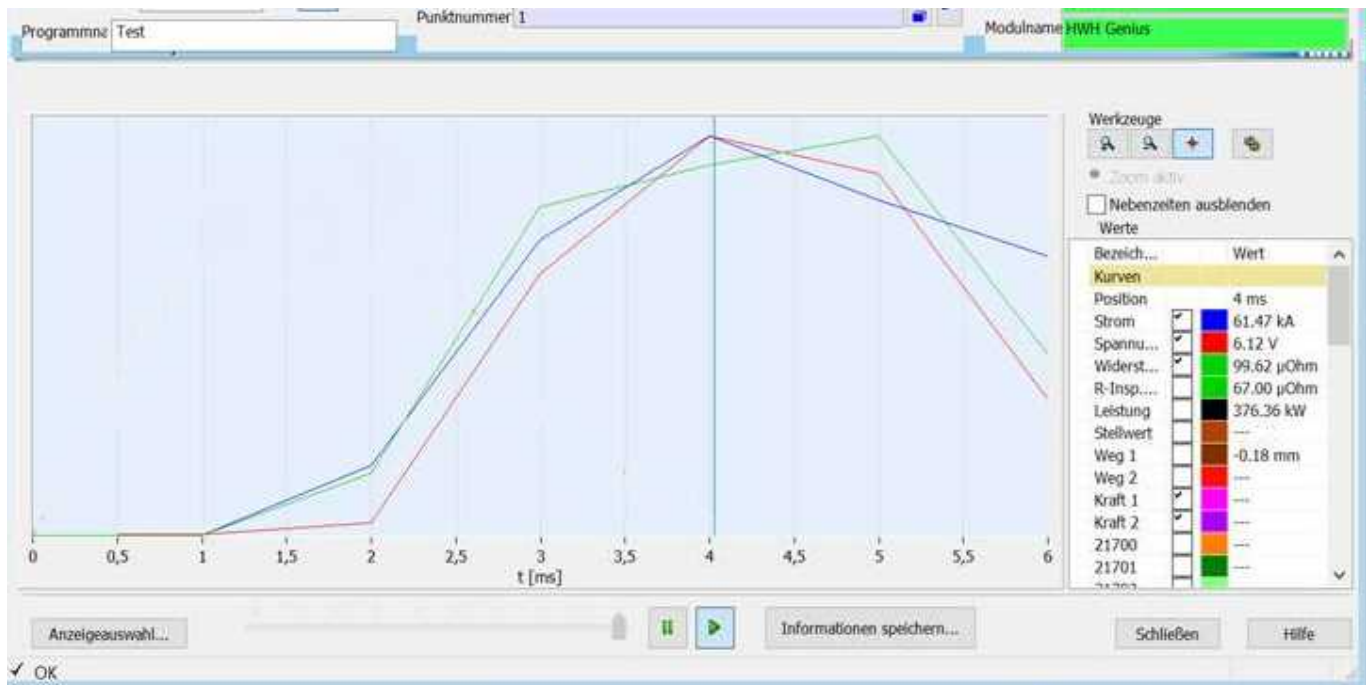 Punktnummer 1
Programmna Test
Modulname HWH Genius
Werkzeuge
Zoom aktiv
Nebenzeiten ausblenden
Werte
Bezeich... Wert
Kurven
Position 4 ms
Strom 61.47 kA
Spannu... 6.12 V
Widerst... 99.62 µOhm
R-Insp.... 67.00 µOhm
Leistung 376.36 kW
Stellwert ---
Weg 1 -0.18 mm
Weg 2 ---
Kraft 1 ---
Kraft 2 ---
21700 ---
21701 ---
0 0,5 1 1,5 2 2,5 3 3,5 4 4,5 5 5,5 6
t [ms]
Anzeigeauswahl...
Informationen speichern...
Schließen
Hilfe
OK